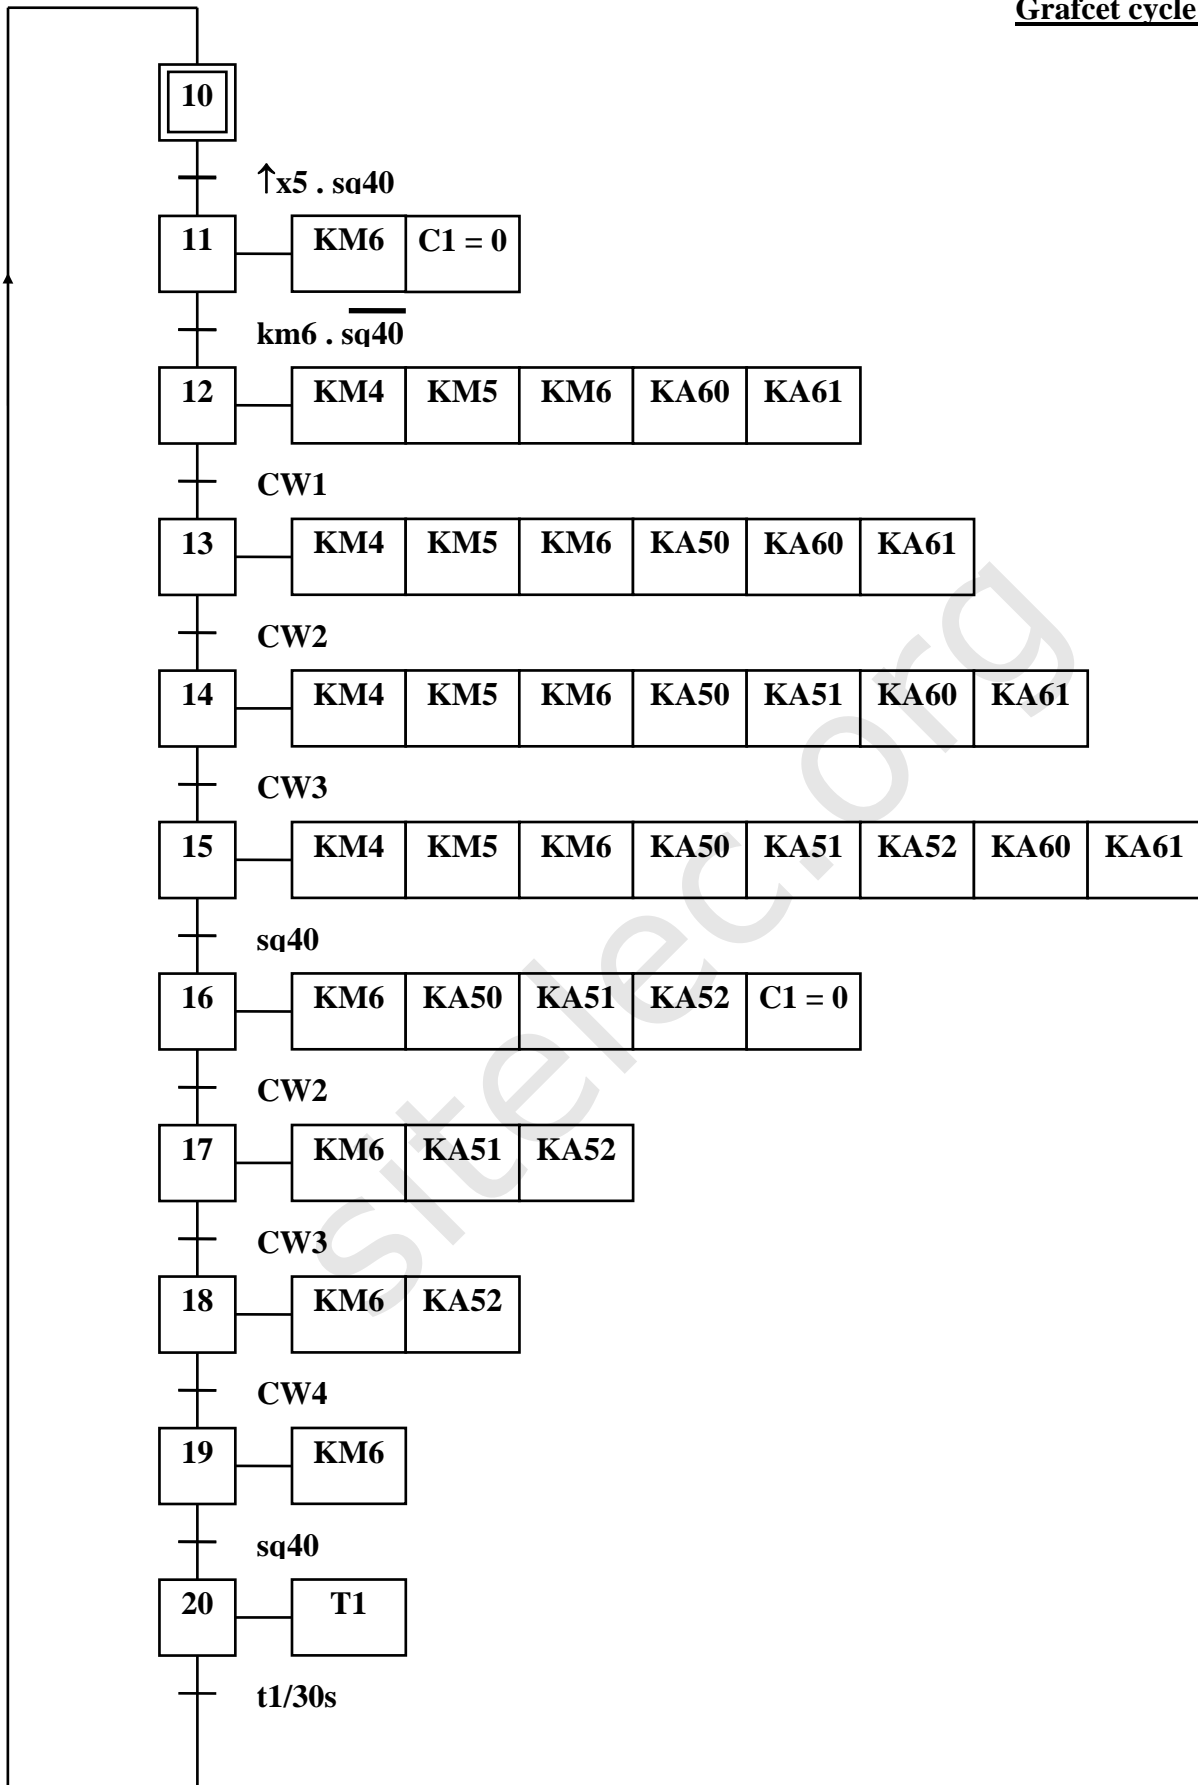 Grafcet cycle
10
↑x5 . sq40
11 KM6 C1 = 0
km6 . s̅q̅4̅0̅
12 KM4 KM5 KM6 KA60 KA61
CW1
13 KM4 KM5 KM6 KA50 KA60 KA61
CW2
14 KM4 KM5 KM6 KA50 KA51 KA60 KA61
CW3
15 KM4 KM5 KM6 KA50 KA51 KA52 KA60 KA61
sq40
16 KM6 KA50 KA51 KA52 C1 = 0
CW2
17 KM6 KA51 KA52
CW3
18 KM6 KA52
CW4
19 KM6
sq40
20 T1
t1/30s
sitelec.org